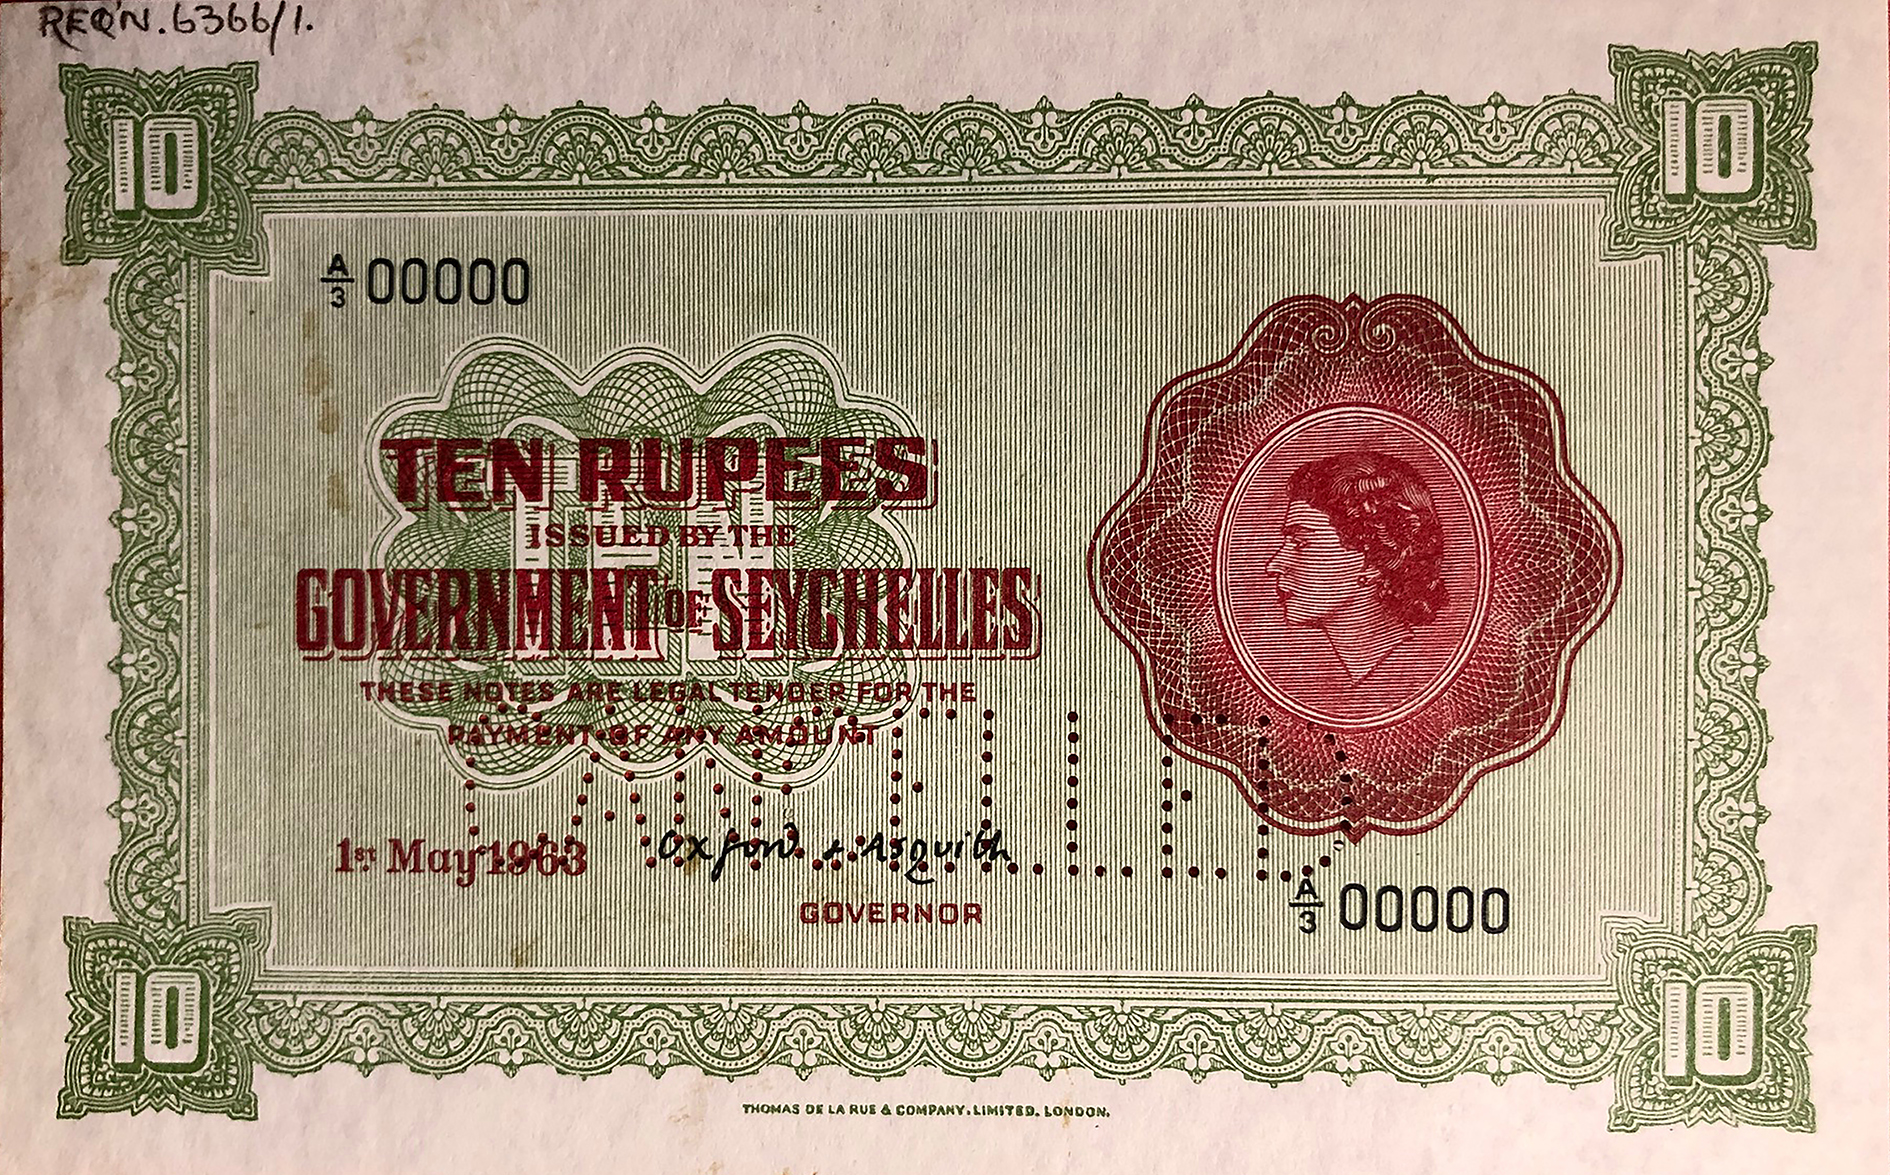 REQ'N. 6366/1.
10 10
A/3 00000
TEN RUPEES
ISSUED BY THE
GOVERNMENT OF SEYCHELLES
THESE NOTES ARE LEGAL TENDER FOR THE
PAYMENT OF ANY AMOUNT
CANCELLED
1st May 1963 Oxford & Asquith
GOVERNOR
A/3 00000
10 10
THOMAS DE LA RUE & COMPANY, LIMITED, LONDON.